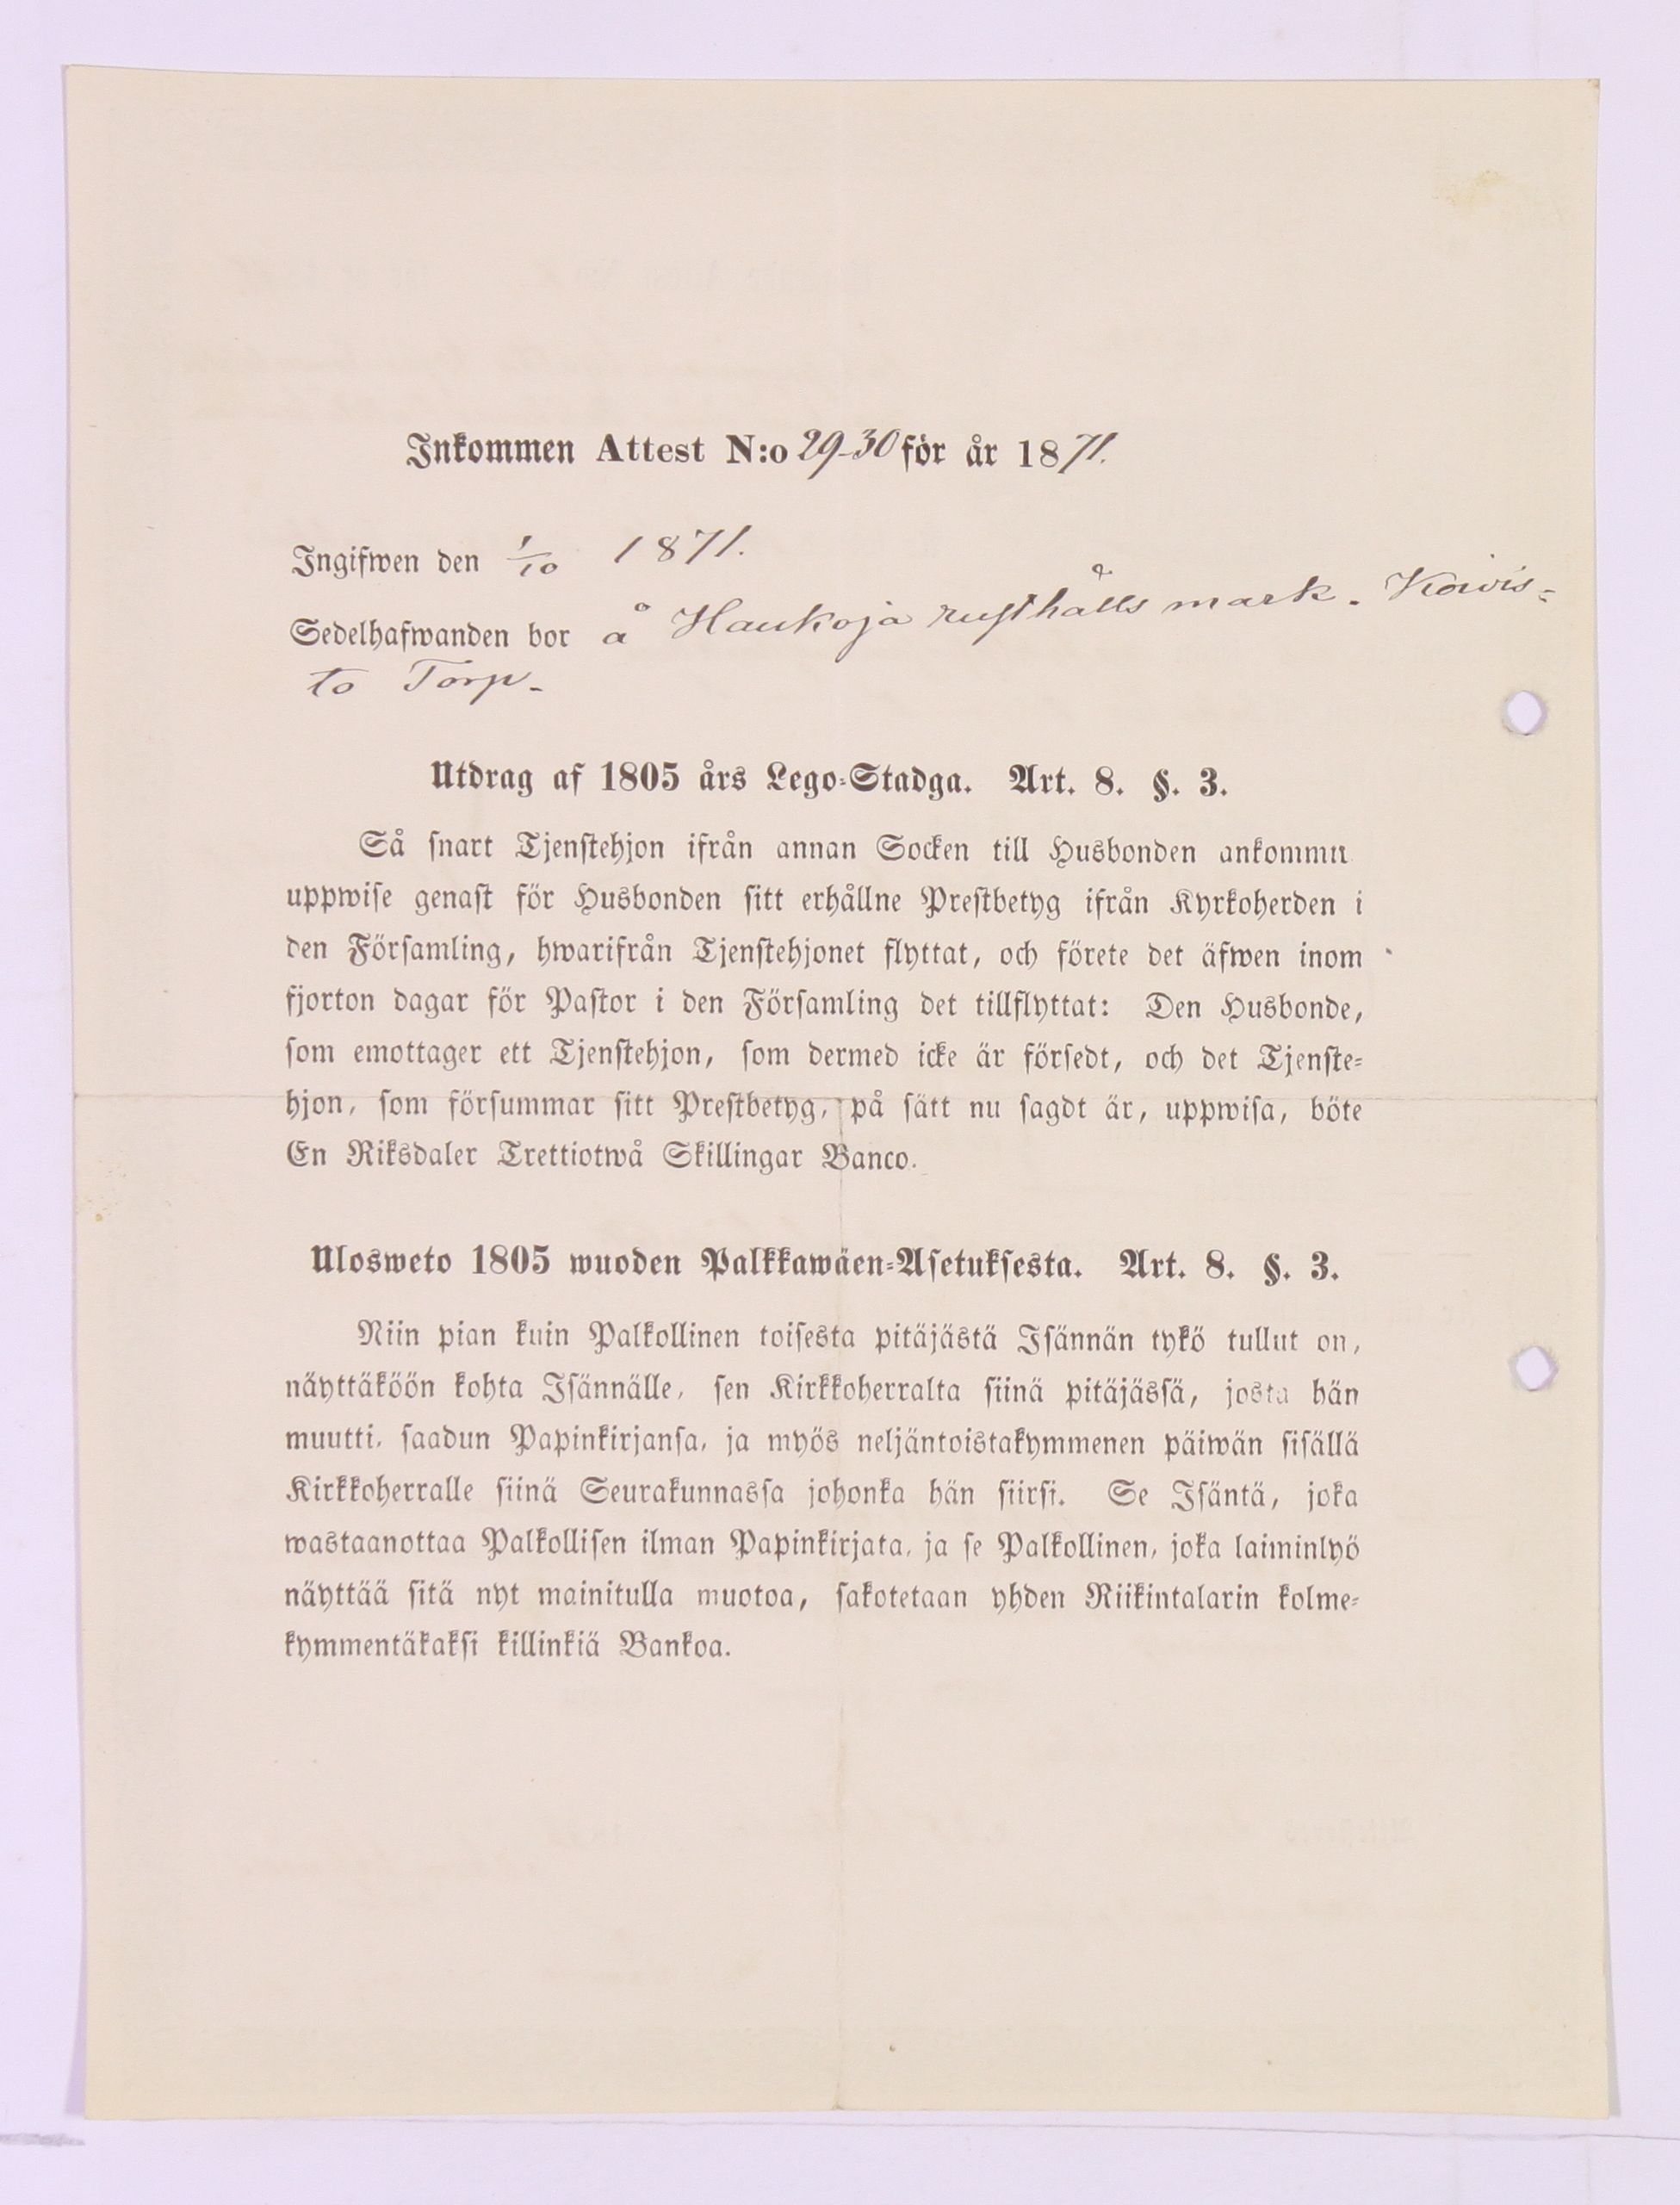 Inkommen Attest N:o 29-30 för år 1871.
Ingifwen den 1/10 1871.
Sedelhafwanden bor å Haukoja rusthålls mark. Koivis=
to Torp.
Utdrag af 1805 års Lego=Stadga. Art. 8. §. 3.
Så snart Tjenstehjon ifrån annan Socken till Husbonden ankommit
uppwise genast för Husbonden sitt erhållne Prestbetyg ifrån Kyrkoherden i
den Församling, hwarifrån Tjenstehjonet flyttat, och förete det äfwen inom
fjorton dagar för Pastor i den Församling det tillflyttat: Den Husbonde,
som emottager ett Tjenstehjon, som dermed icke är försedt, och det Tjenste=
hjon, som försummar sitt Prestbetyg, på sätt nu sagdt är, uppwisa, böte
En Riksdaler Trettiotwå Skillingar Banco.
Ulosweto 1805 wuoden Palkkawäen=Asetuksesta. Art. 8. §. 3.
Niin pian kuin Palkollinen toisesta pitäjästä Isännän tykö tullut on,
näyttäköön kohta Isännälle, sen Kirkkoherralta siinä pitäjässä, josta hän
muutti, saadun Papinkirjansa, ja myös neljäntoistakymmenen päiwän sisällä
Kirkkoherralle siinä Seurakunnassa johonka hän siirsi. Se Isäntä, joka
wastaanottaa Palkollisen ilman Papinkirjata, ja se Palkollinen, joka laiminlyö
näyttää sitä nyt mainitulla muotoa, sakotetaan yhden Riikintalarin kolme=
kymmentäkaksi killinkiä Bankoa.